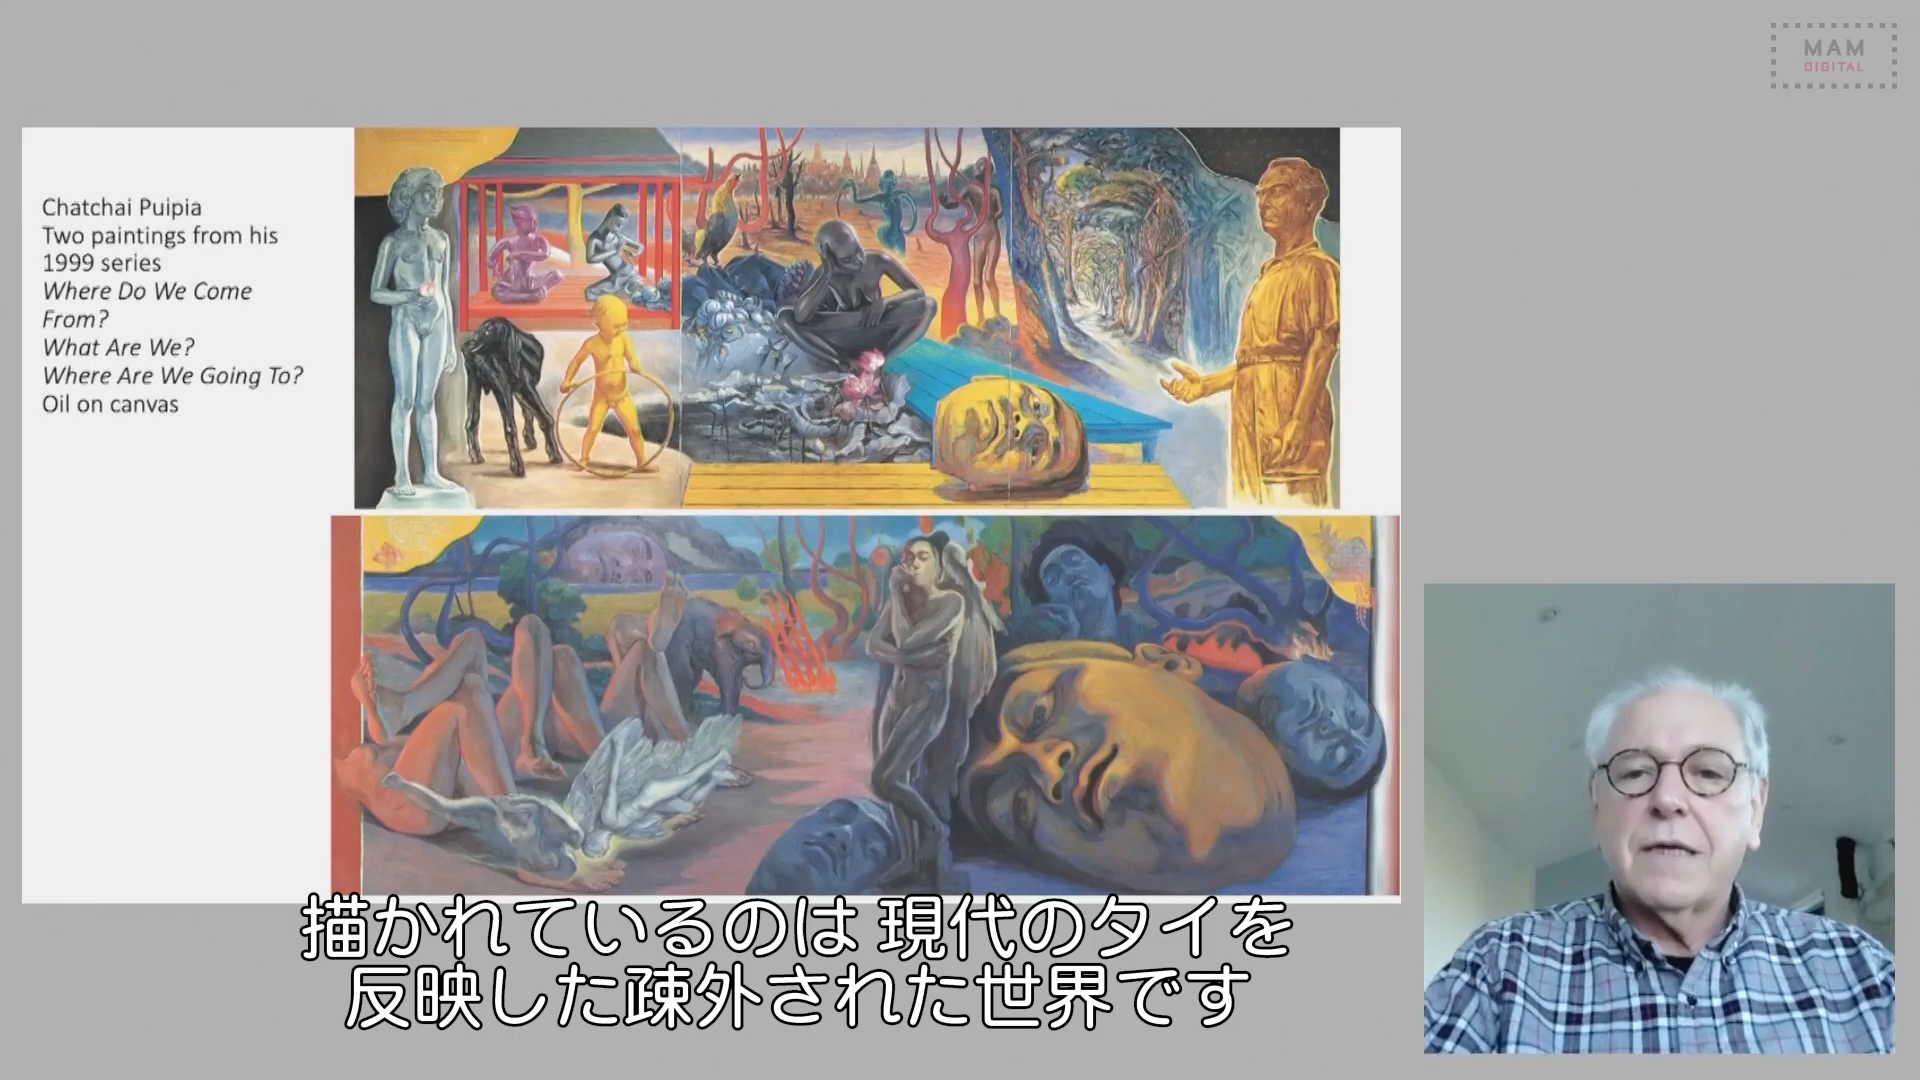 MAM
DIGITAL
Chatchai Puipia
Two paintings from his
1999 series
Where Do We Come
From?
What Are We?
Where Are We Going To?
Oil on canvas
描かれているのは 現代のタイを
反映した疎外された世界です